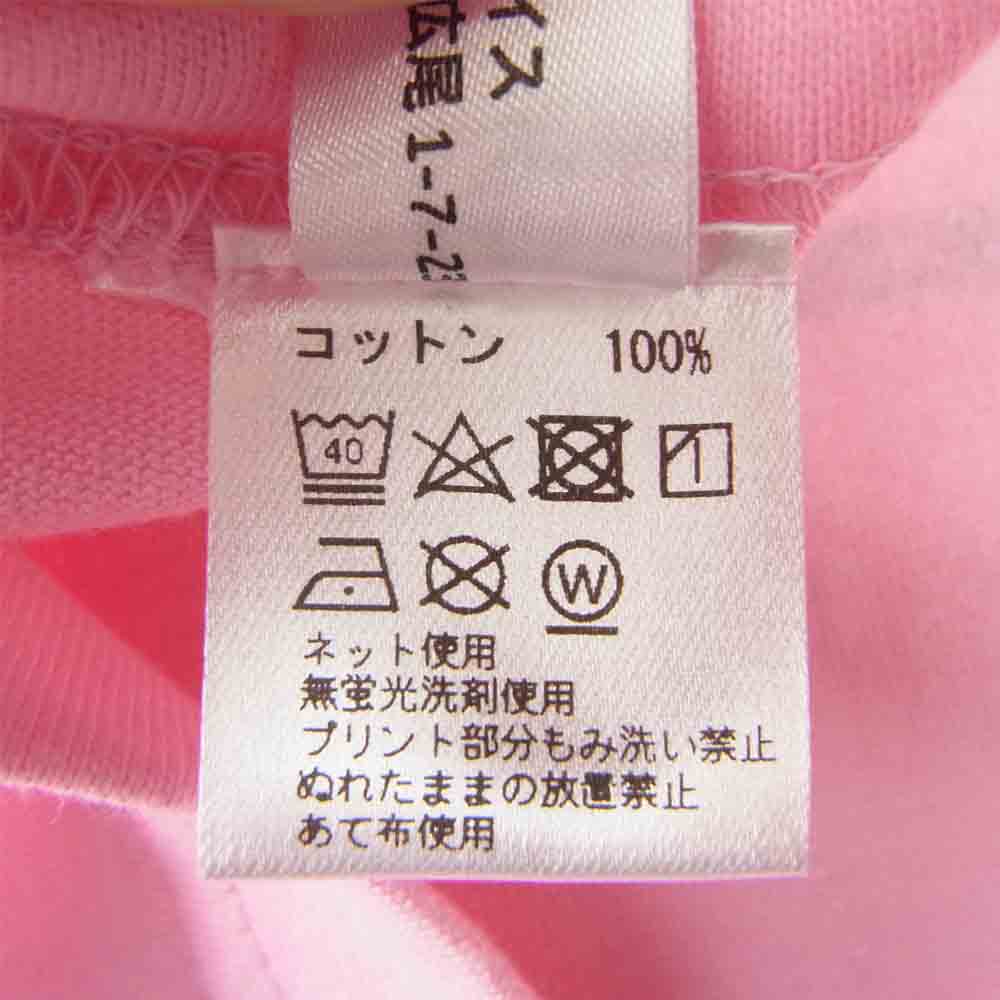 イス
広尾1-7-2
コットン 100%
40
1
W
ネット使用
無蛍光洗剤使用
プリント部分もみ洗い禁止
ぬれたままの放置禁止
あて布使用